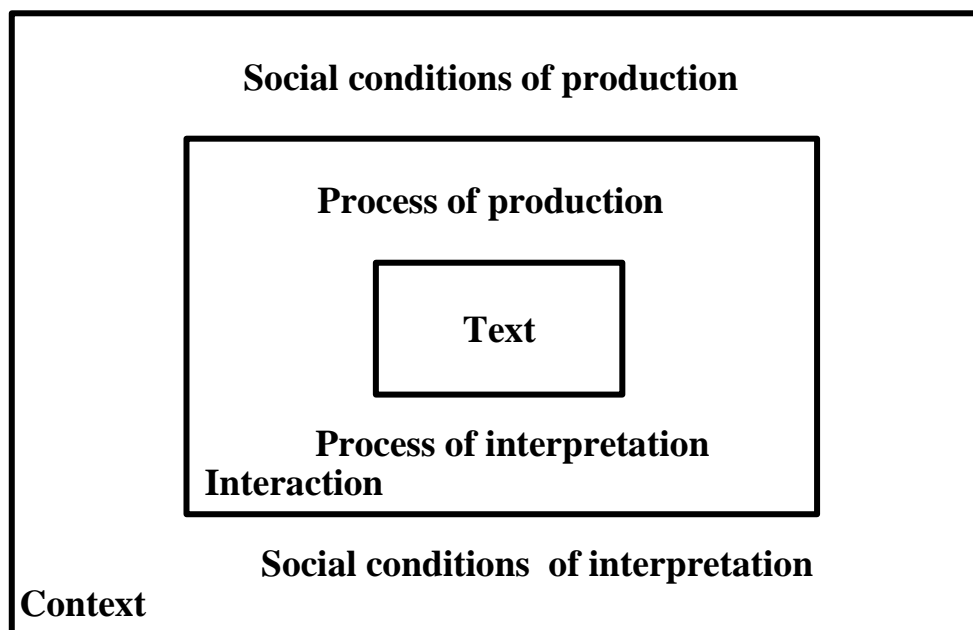 Social conditions of production
Process of production
Text
Process of interpretation
Interaction
Social conditions  of interpretation
Context